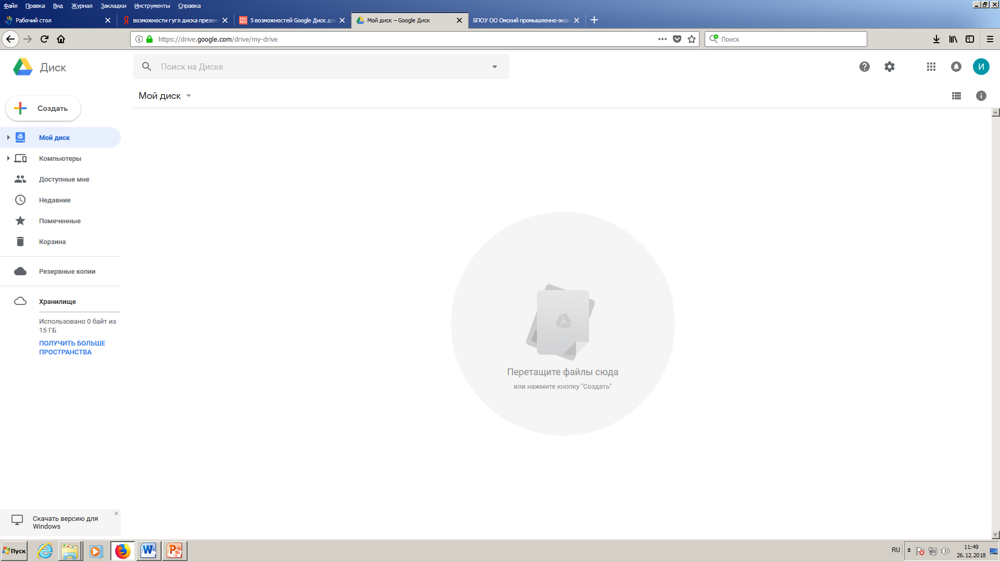 Файл Правка Вид Журнал Закладки Инструменты Справка
Рабочий стол
возможности гугл диска презен
5 возможностей Google Диск для
Мой диск – Google Диск
БПОУ ОО Омский промышленно-экон
https://drive.google.com/drive/my-drive
Поиск
Диск
Поиск на Диске
И
Мой диск
Создать
Мой диск
Компьютеры
Доступные мне
Недавние
Помеченные
Корзина
Резервные копии
Хранилище
Использовано 0 байт из
15 ГБ
ПОЛУЧИТЬ БОЛЬШЕ
ПРОСТРАНСТВА
Перетащите файлы сюда
или нажмите кнопку "Создать"
Скачать версию для
Windows
Пуск
RU
11:49
26.12.2018